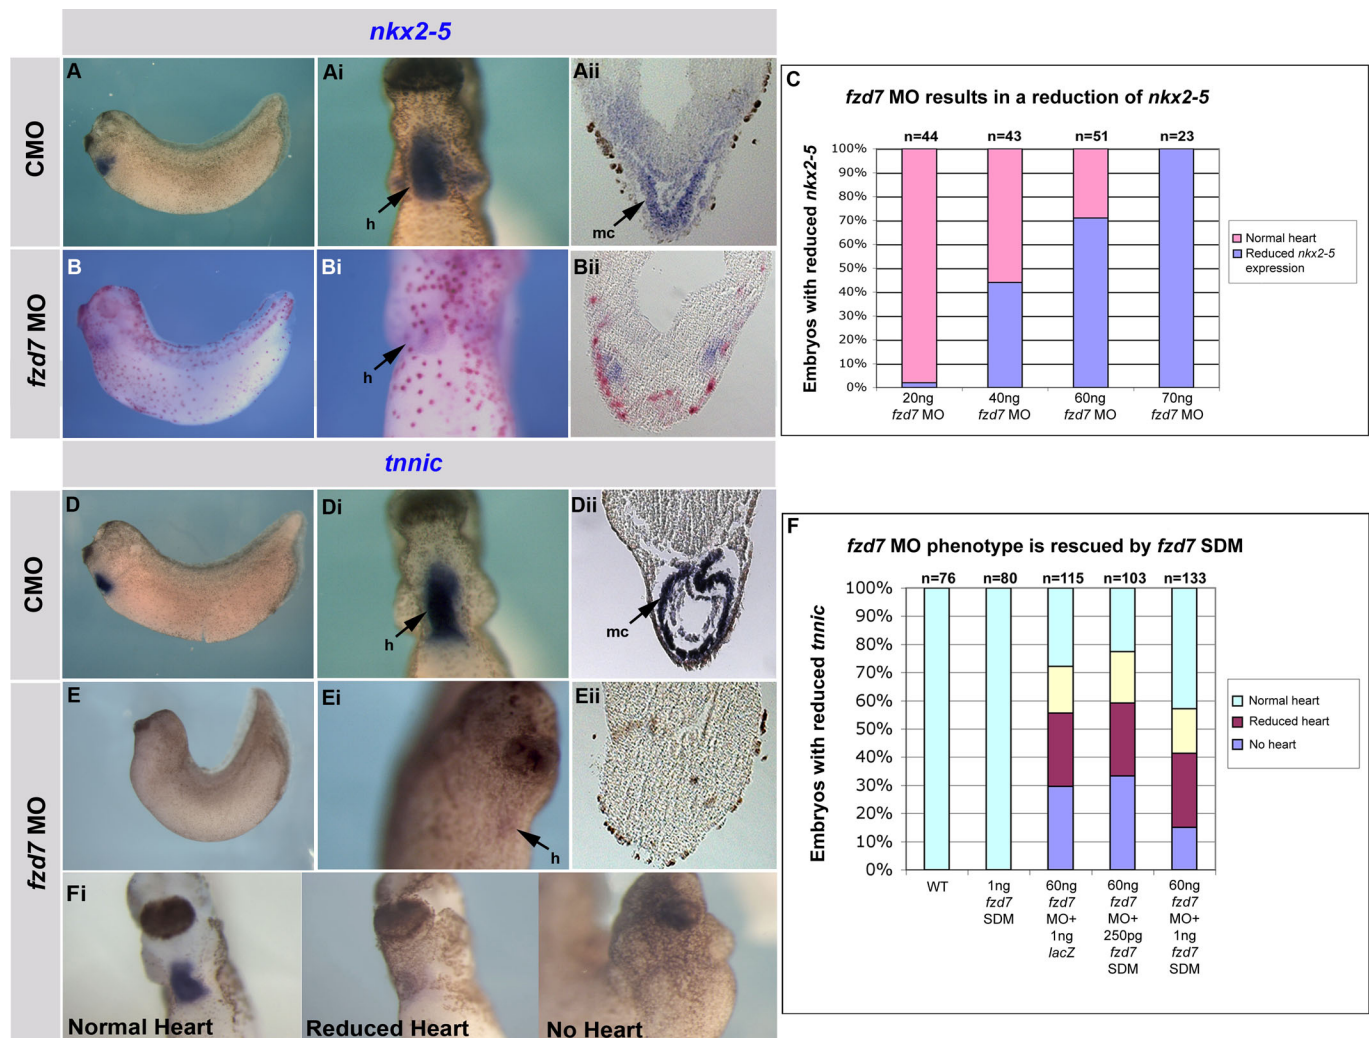 nkx2-5
CMO
A
Ai
h
Aii
mc
fzd7 MO
B
Bi
h
Bii
C
fzd7 MO results in a reduction of nkx2-5
n=44 n=43 n=51 n=23
Embryos with reduced nkx2-5
100%
90%
80%
70%
60%
50%
40%
30%
20%
10%
0%
20ng
fzd7 MO
40ng
fzd7 MO
60ng
fzd7 MO
70ng
fzd7 MO
Normal heart
Reduced nkx2-5
expression
tnnic
CMO
D
Di
h
Dii
mc
fzd7 MO
E
Ei
h
Eii
Fi
Normal Heart
Reduced Heart
No Heart
F
fzd7 MO phenotype is rescued by fzd7 SDM
n=76 n=80 n=115 n=103 n=133
Embryos with reduced tnnic
100%
90%
80%
70%
60%
50%
40%
30%
20%
10%
0%
WT
1ng
fzd7
SDM
60ng
fzd7
MO+
1ng
lacZ
60ng
fzd7
MO+
250pg
fzd7
SDM
60ng
fzd7
MO+
1ng
fzd7
SDM
Normal heart
Reduced heart
No heart